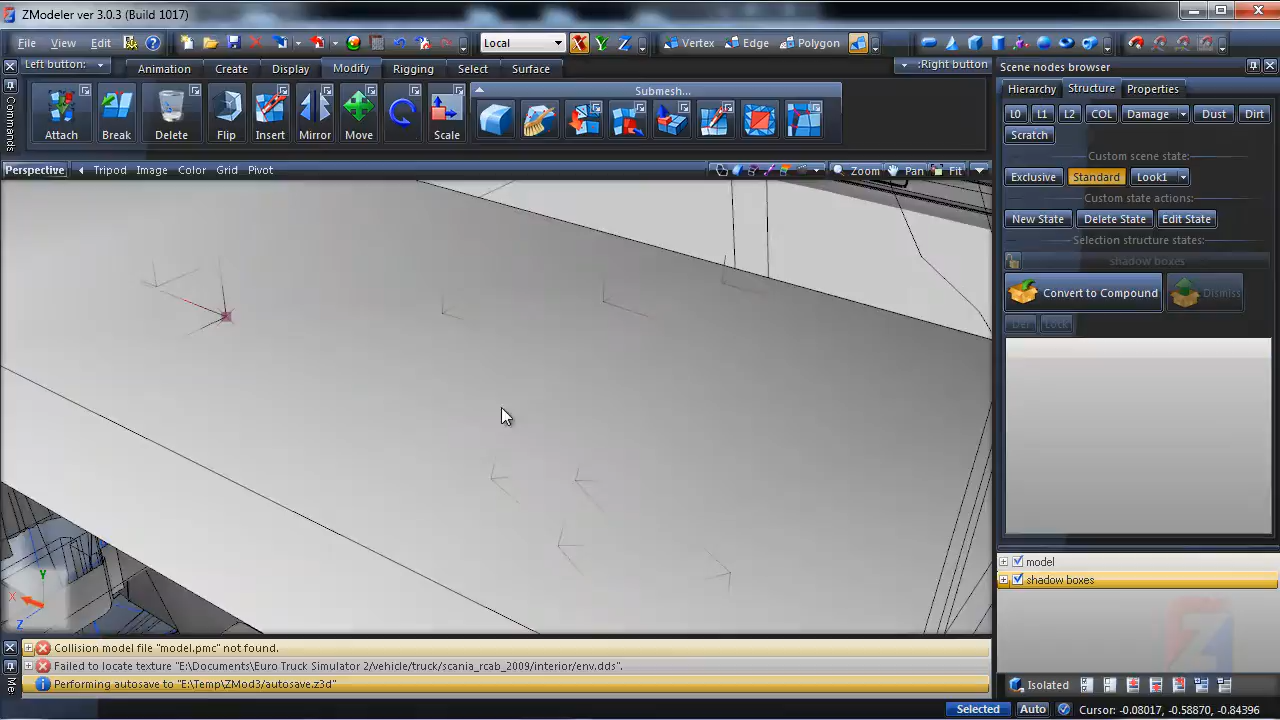 ZModeler ver 3.0.3 (Build 1017)
File View Edit Local X Y Z Vertex Edge Polygon
Left button: Animation Create Display Modify Rigging Select Surface :Right button
Commands
Attach Break Delete Flip Insert Mirror Move Scale Submesh...
Perspective Tripod Image Color Grid Pivot Zoom Pan Fit
Scene nodes browser
Hierarchy Structure Properties
L0 L1 L2 COL Damage Dust Dirt
Scratch
Custom scene state:
Exclusive Standard Look1
Custom state actions:
New State Delete State Edit State
Selection structure states:
shadow boxes
Convert to Compound Dismiss
Der Lock
model
shadow boxes
Y
X
Z
Collision model file "model.pmc" not found.
Failed to locate texture "E:\Documents\Euro Truck Simulator 2/vehicle/truck/scania_rcab_2009/interior/env.dds".
Performing autosave to "E:\Temp\ZMod3/autosave.z3d"
Me
Isolated
Selected Auto Cursor: -0.08017, -0.58870, -0.84396